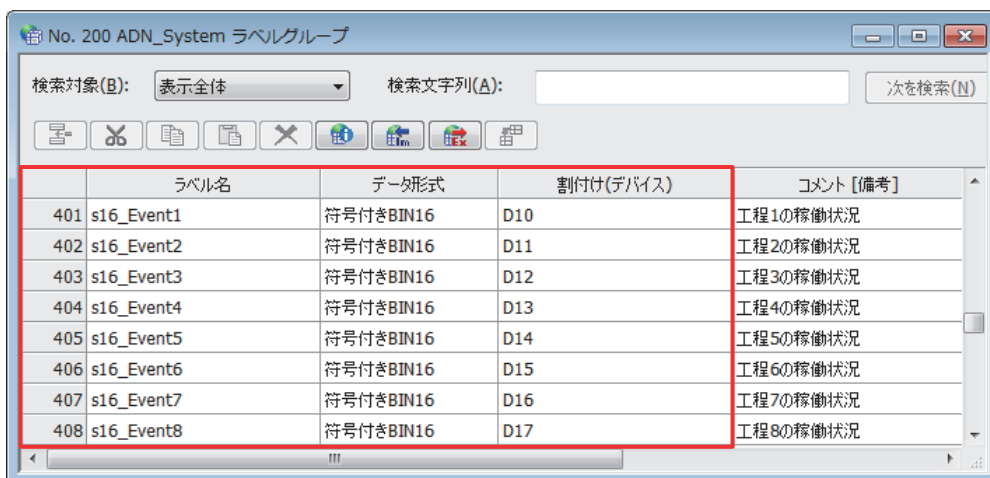 No. 200 ADN_System ラベルグループ
検索対象(B): 表示全体 検索文字列(A): 次を検索(N)
ラベル名 データ形式 割付け(デバイス) コメント [備考]
401 s16_Event1 符号付きBIN16 D10 工程1の稼働状況
402 s16_Event2 符号付きBIN16 D11 工程2の稼働状況
403 s16_Event3 符号付きBIN16 D12 工程3の稼働状況
404 s16_Event4 符号付きBIN16 D13 工程4の稼働状況
405 s16_Event5 符号付きBIN16 D14 工程5の稼働状況
406 s16_Event6 符号付きBIN16 D15 工程6の稼働状況
407 s16_Event7 符号付きBIN16 D16 工程7の稼働状況
408 s16_Event8 符号付きBIN16 D17 工程8の稼働状況